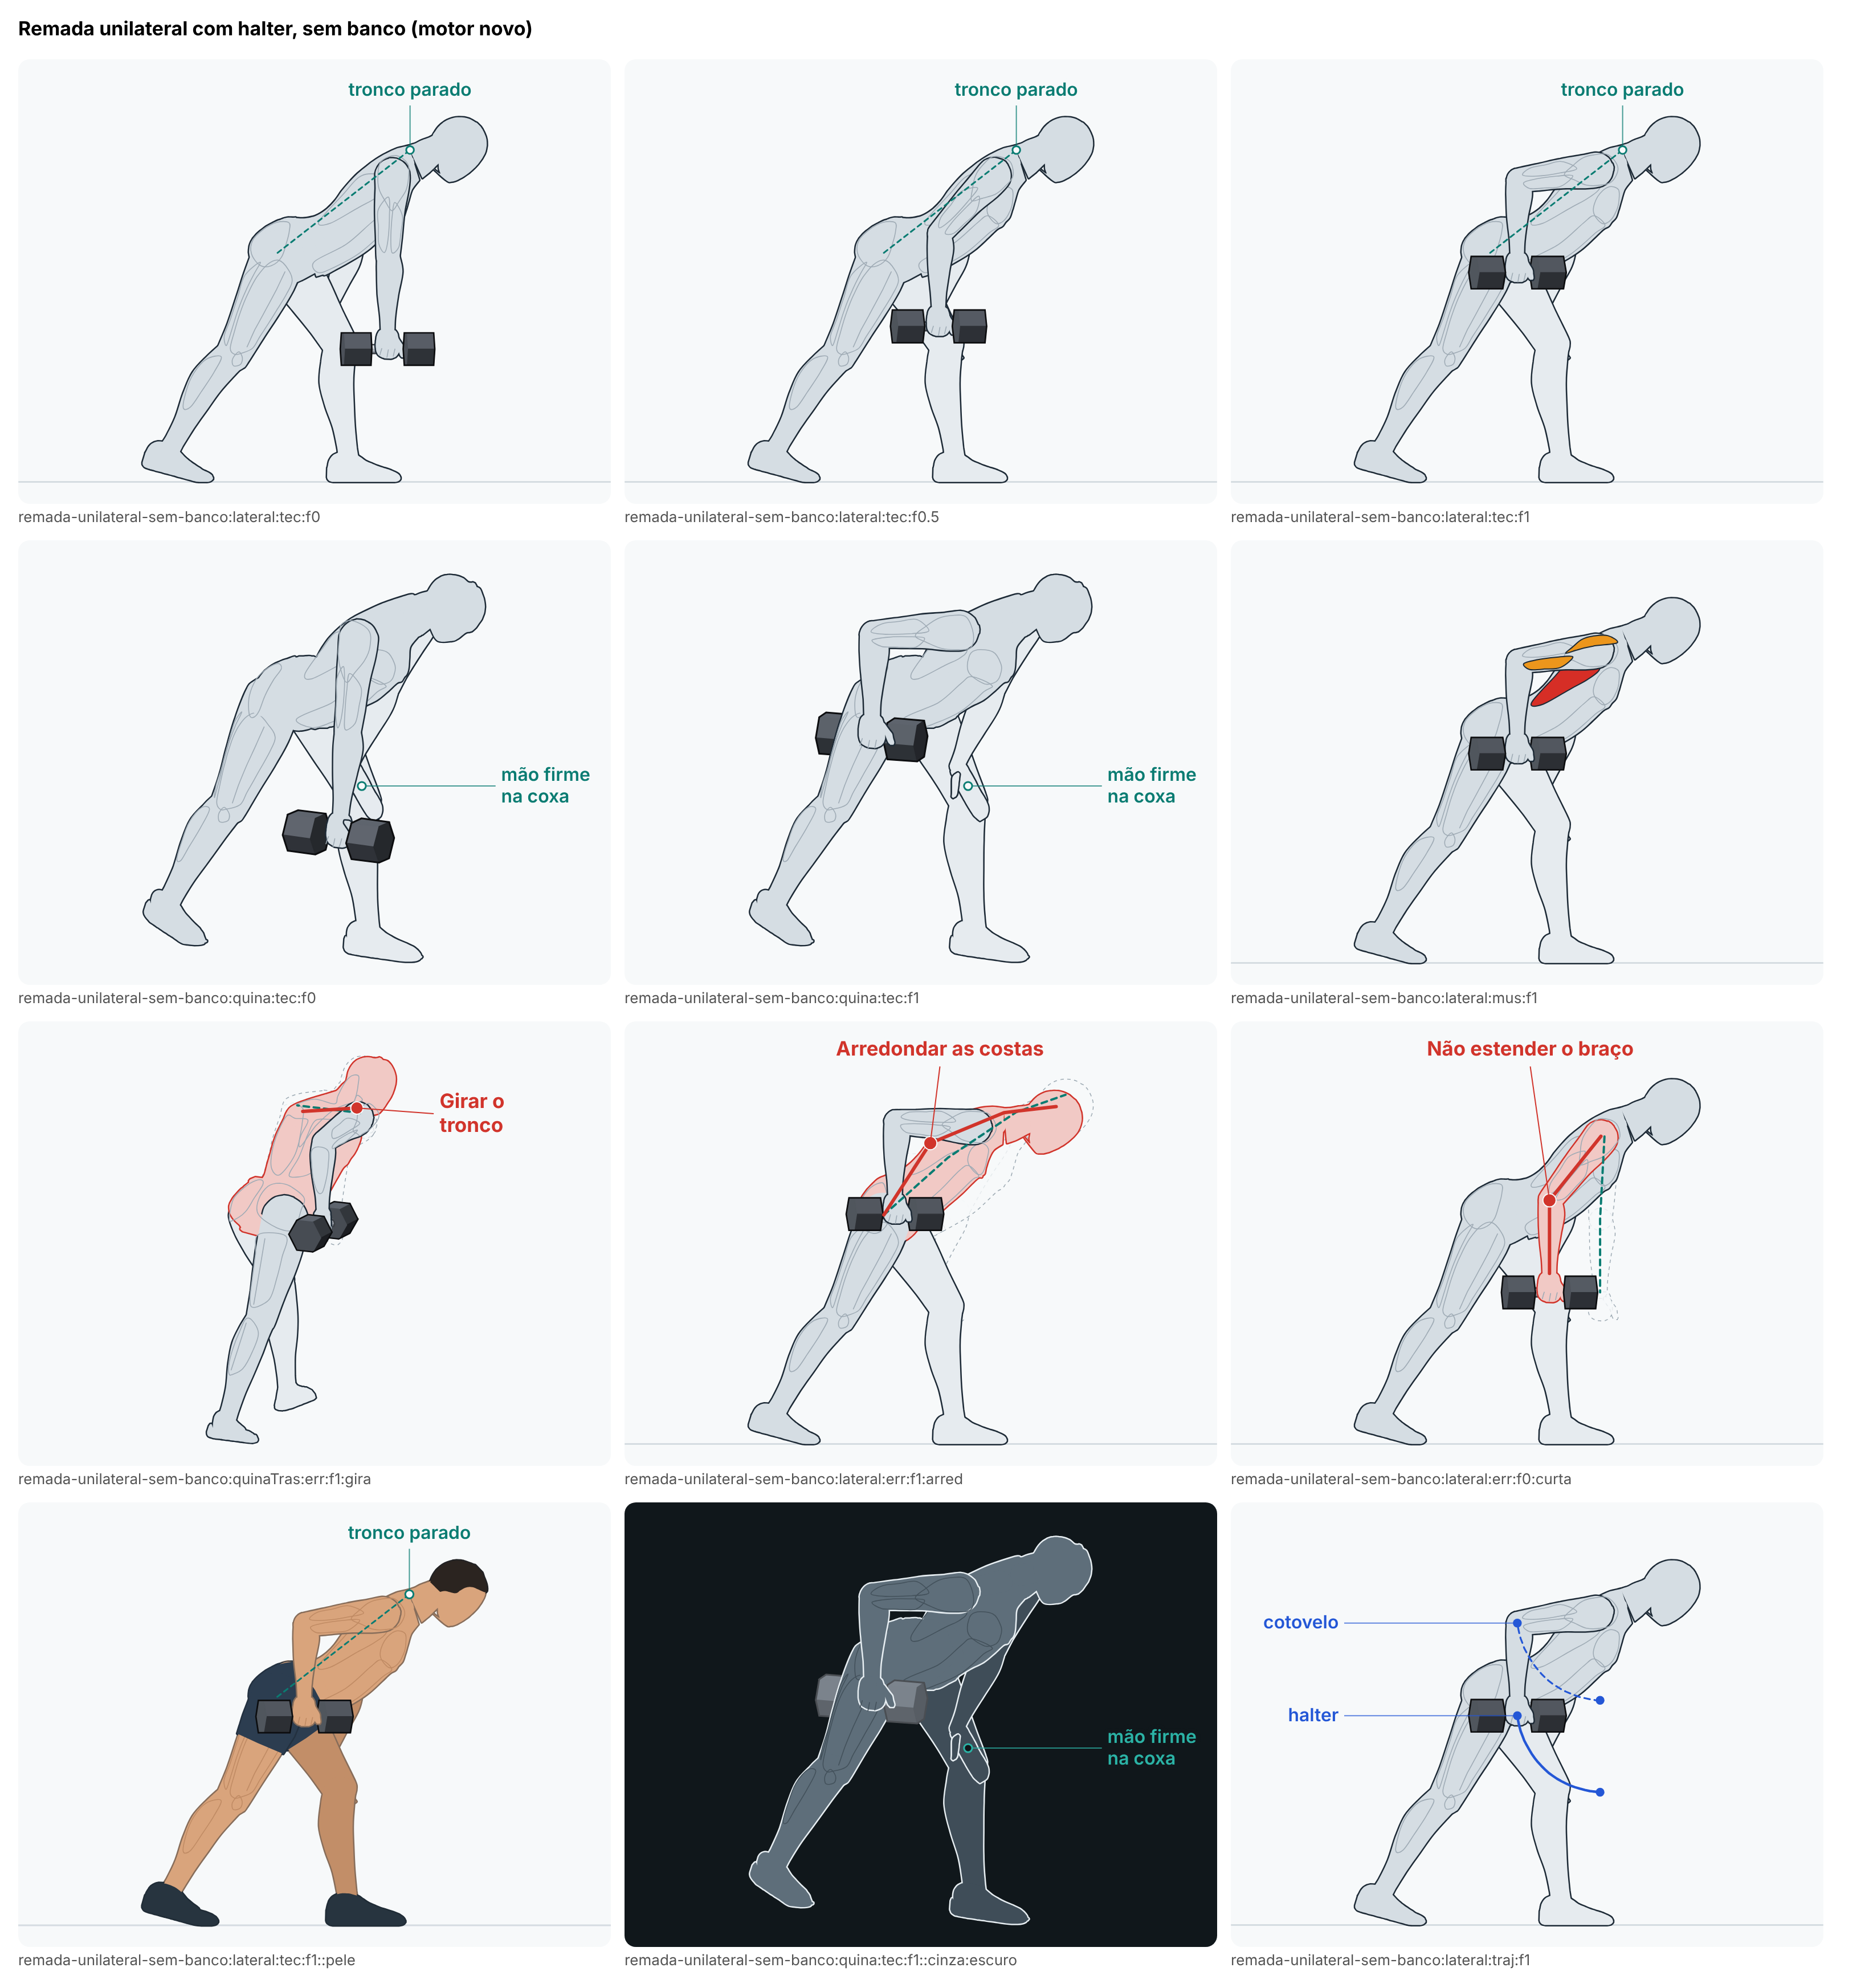 Remada unilateral com halter, sem banco (motor novo)
tronco parado
tronco parado
tronco parado
remada-unilateral-sem-banco:lateral:tec:f0
remada-unilateral-sem-banco:lateral:tec:f0.5
remada-unilateral-sem-banco:lateral:tec:f1
mão firme
na coxa
mão firme
na coxa
remada-unilateral-sem-banco:quina:tec:f0
remada-unilateral-sem-banco:quina:tec:f1
remada-unilateral-sem-banco:lateral:mus:f1
Girar o
tronco
Arredondar as costas
Não estender o braço
remada-unilateral-sem-banco:quinaTras:err:f1:gira
remada-unilateral-sem-banco:lateral:err:f1:arred
remada-unilateral-sem-banco:lateral:err:f0:curta
tronco parado
mão firme
na coxa
cotovelo
halter
remada-unilateral-sem-banco:lateral:tec:f1::pele
remada-unilateral-sem-banco:quina:tec:f1::cinza:escuro
remada-unilateral-sem-banco:lateral:traj:f1